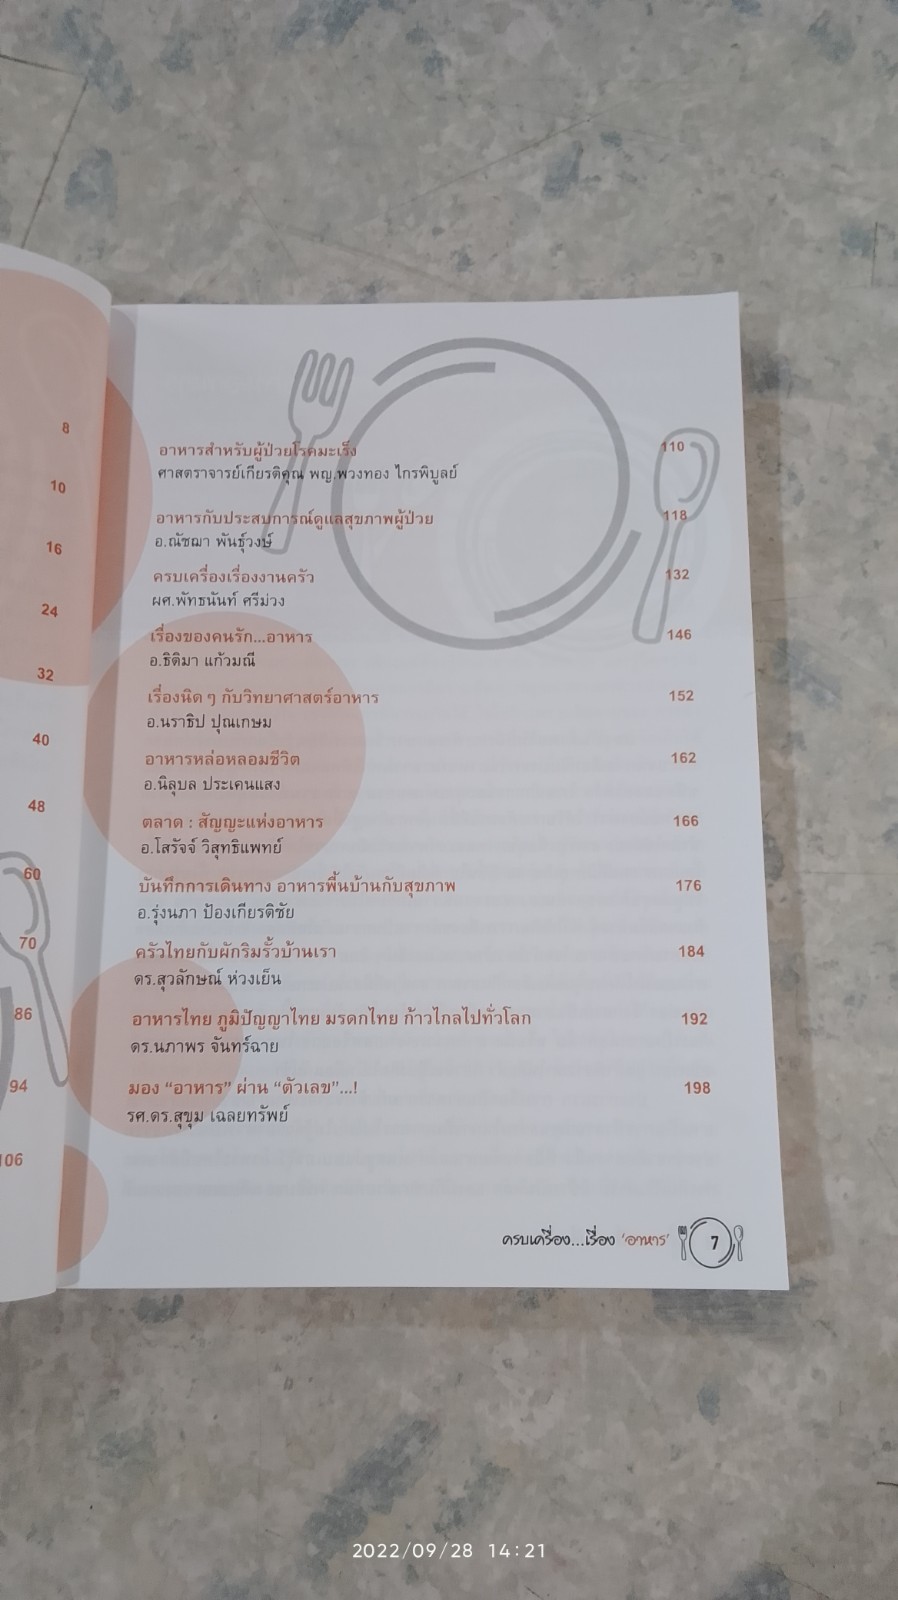 8
10
16
24
32
40
48
60
70
86
94
106
อาหารสำหรับผู้ป่วยโรคมะเร็ง 110
ศาสตราจารย์เกียรติคุณ พญ.พวงทอง ไกรพิบูลย์
อาหารกับประสบการณ์ดูแลสุขภาพผู้ป่วย 118
อ.ณัชฌา พันธุ์วงษ์
ครบเครื่องเรื่องงานครัว 132
ผศ.พัทธนันท์ ศรีม่วง
เรื่องของคนรัก...อาหาร 146
อ.ธิติมา แก้วมณี
เรื่องนิด ๆ กับวิทยาศาสตร์อาหาร 152
อ.นราธิป ปุณเกษม
อาหารหล่อหลอมชีวิต 162
อ.นิลุบล ประเคนแสง
ตลาด : สัญญะแห่งอาหาร 166
อ.โสรัจจ์ วิสุทธิแพทย์
บันทึกการเดินทาง อาหารพื้นบ้านกับสุขภาพ 176
อ.รุ่งนภา ป้องเกียรติชัย
ครัวไทยกับผักริมรั้วบ้านเรา 184
ดร.สุวลักษณ์ ห่วงเย็น
อาหารไทย ภูมิปัญญาไทย มรดกไทย ก้าวไกลไปทั่วโลก 192
ดร.นภาพร จันทร์ฉาย
มอง “อาหาร” ผ่าน “ตัวเลข”...! 198
รศ.ดร.สุขุม เฉลยทรัพย์
ครบเครื่อง...เรื่อง ‘อาหาร’ 7
2022/09/28 14:21